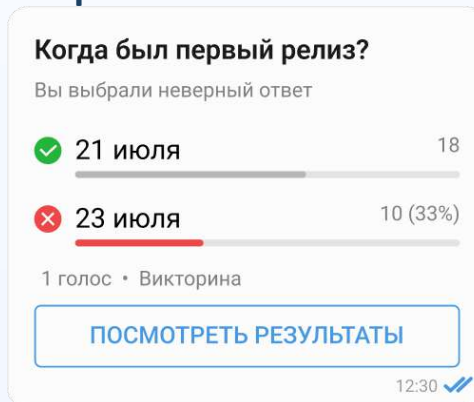 Когда был первый релиз?
Вы выбрали неверный ответ
21 июля 18
23 июля 10 (33%)
1 голос • Викторина
ПОСМОТРЕТЬ РЕЗУЛЬТАТЫ
12:30